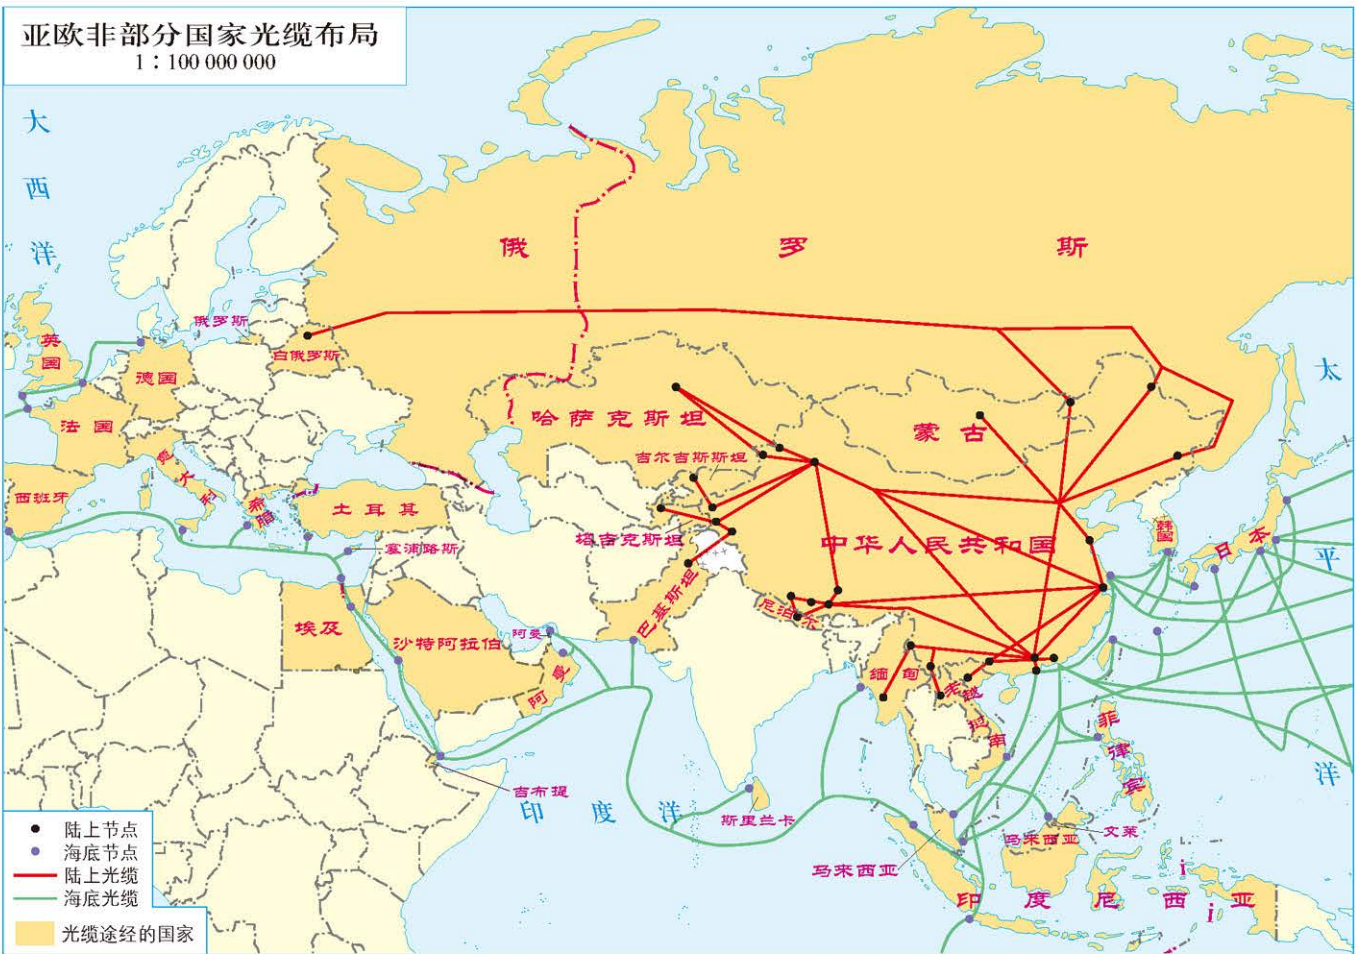 亚欧非部分国家光缆布局
1：100 000 000
大西洋
俄罗斯
俄罗斯
英国
白俄罗斯
德国
法国
哈萨克斯坦
蒙古
太平洋
吉尔吉斯斯坦
意大利
西班牙
希腊
土耳其
塞浦路斯
塔吉克斯坦
中华人民共和国
韩国
日本
巴基斯坦
尼泊尔
埃及
沙特阿拉伯
阿曼
阿曼
缅甸
老挝
越南
菲律宾
吉布提
印度洋
斯里兰卡
马来西亚
文莱
马来西亚
印度尼西亚
陆上节点
海底节点
陆上光缆
海底光缆
光缆途经的国家